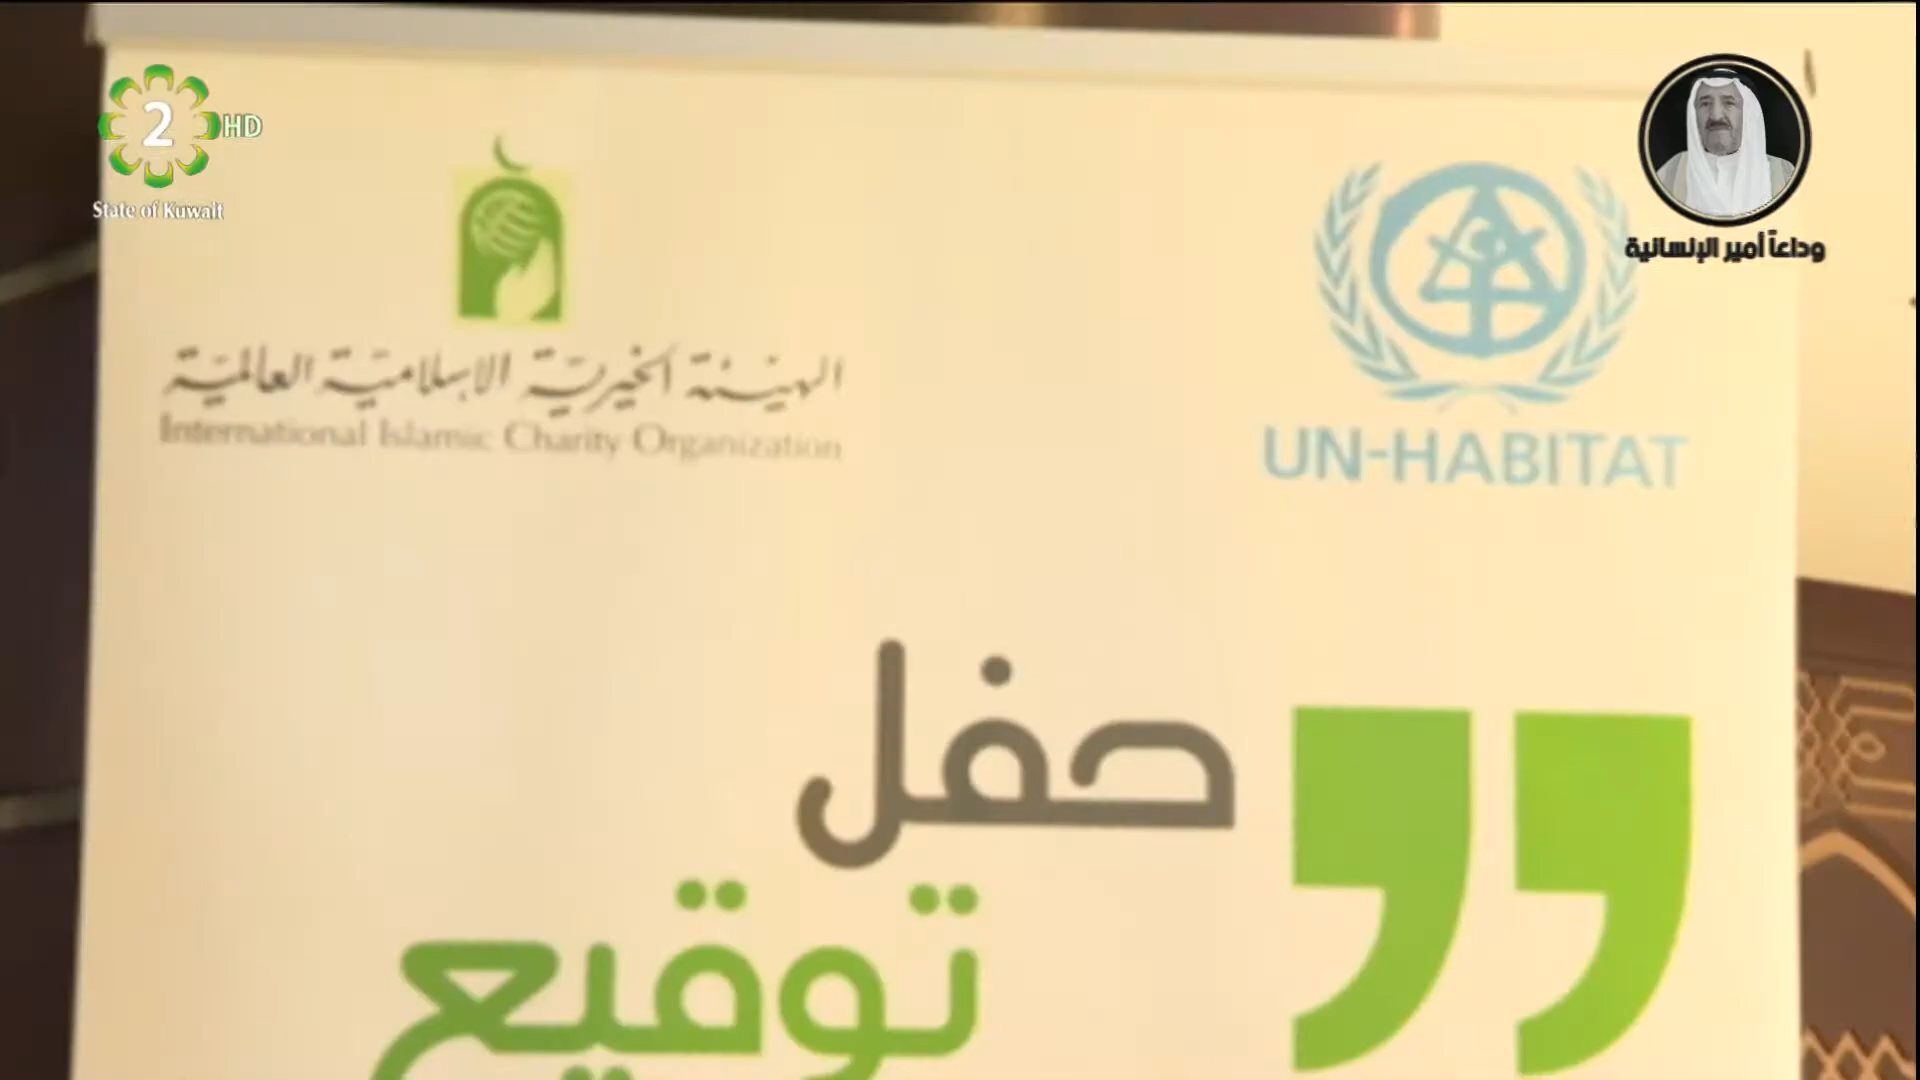 2 HD
State of Kuwait
وداعاً أمير الإنسانية
الهيئة الخيرية الإسلامية العالمية
International Islamic Charity Organization
UN-HABITAT
حفل
توقيع